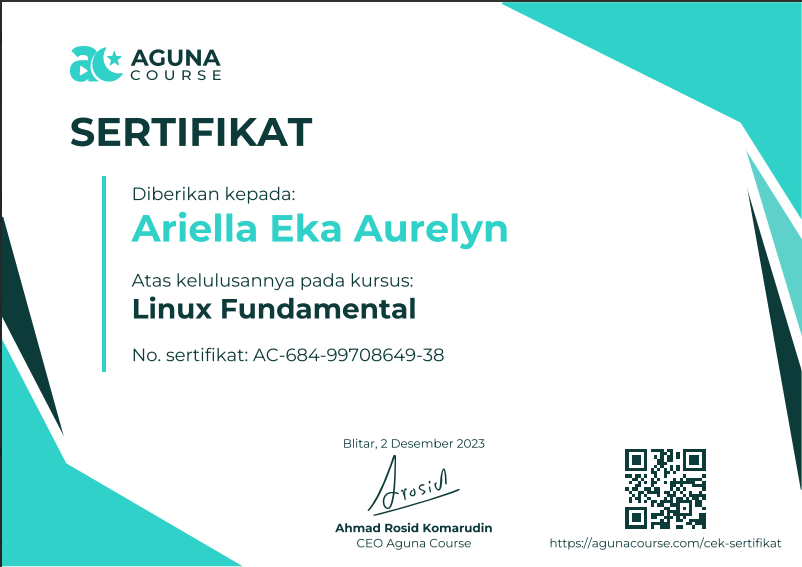 AGUNA
COURSE
SERTIFIKAT
Diberikan kepada:
Ariella Eka Aurelyn
Atas kelulusannya pada kursus:
Linux Fundamental
No. sertifikat: AC-684-99708649-38
Blitar, 2 Desember 2023
Arosid
Ahmad Rosid Komarudin
CEO Aguna Course
https://agunacourse.com/cek-sertifikat